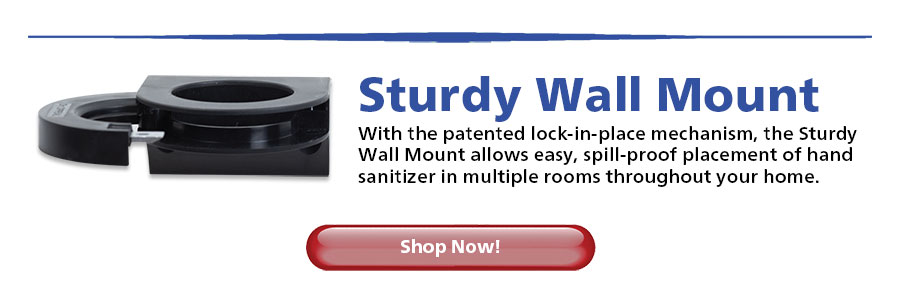 Sturdy Wall Mount
With the patented lock-in-place mechanism, the Sturdy
Wall Mount allows easy, spill-proof placement of hand
sanitizer in multiple rooms throughout your home.
Shop Now!